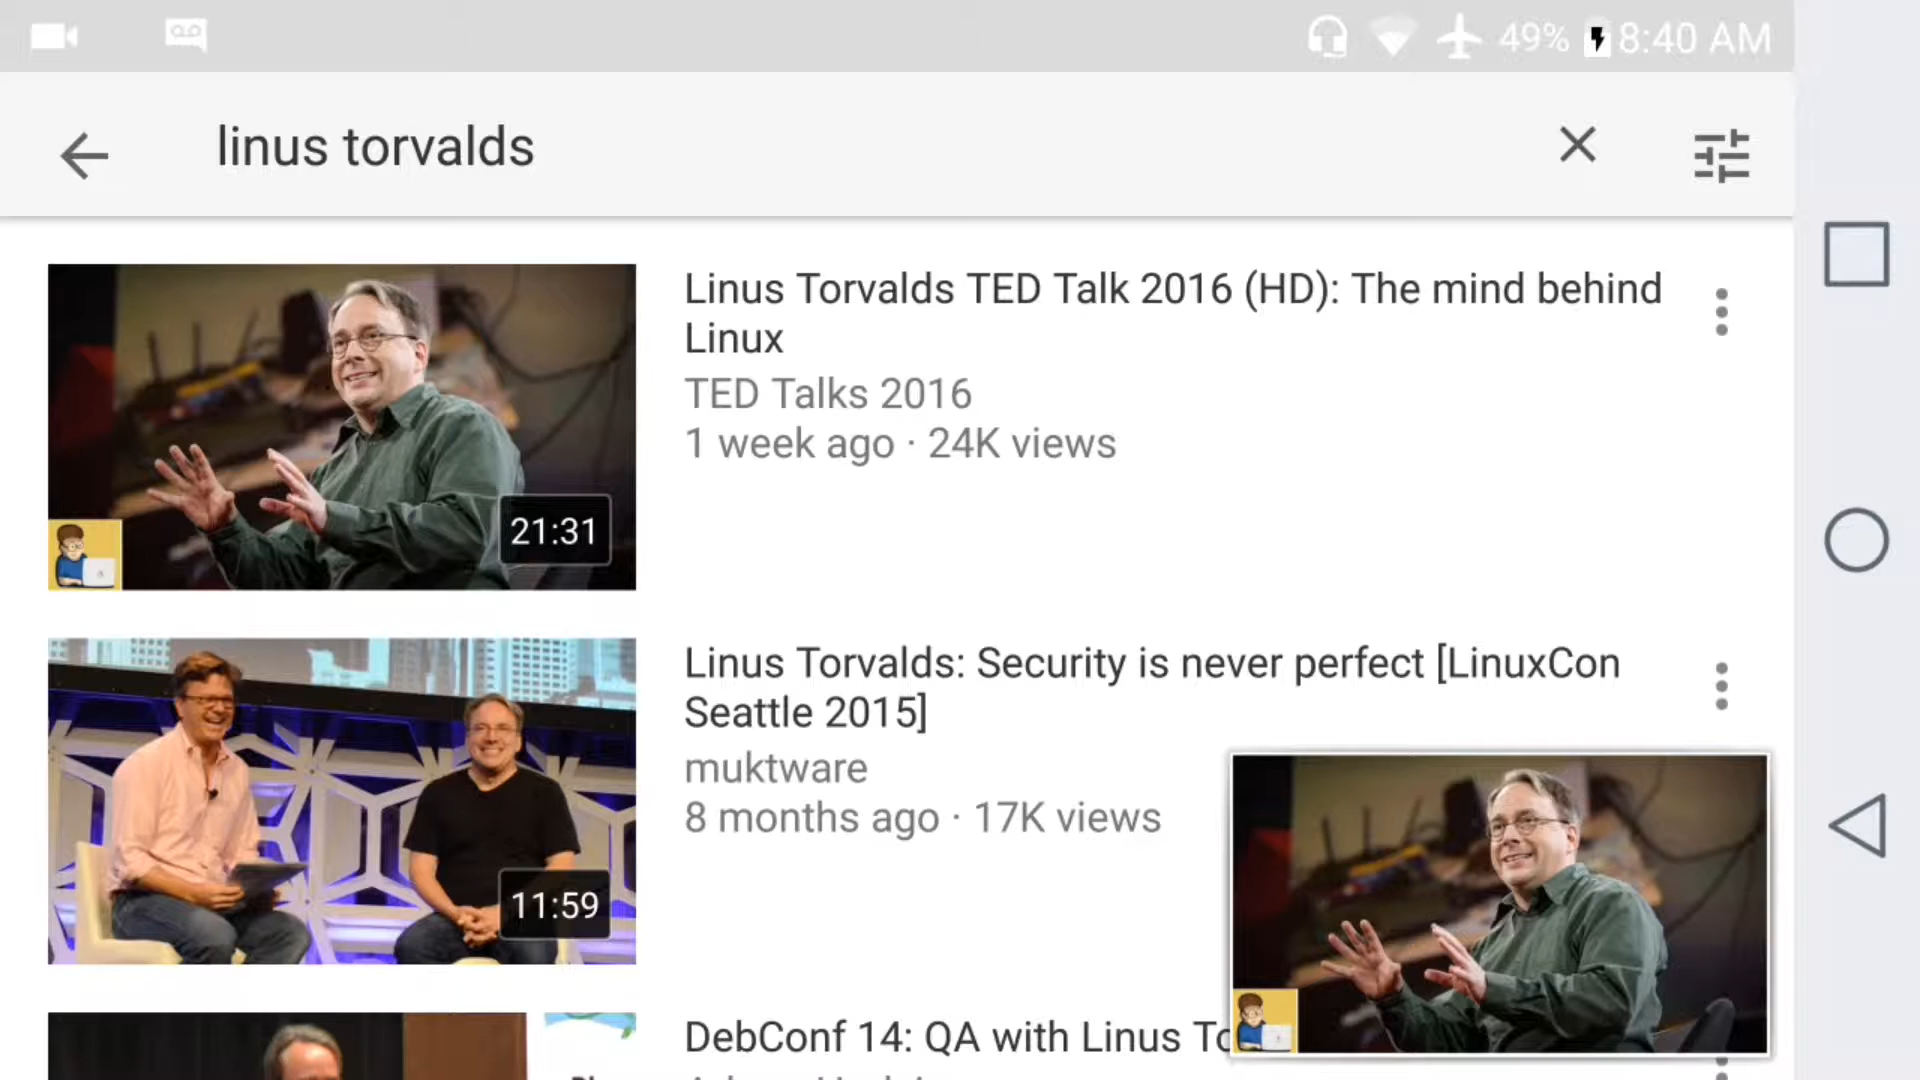 49% 8:40 AM
linus torvalds
Linus Torvalds TED Talk 2016 (HD): The mind behind
Linux
TED Talks 2016
1 week ago · 24K views
21:31
Linus Torvalds: Security is never perfect [LinuxCon
Seattle 2015]
muktware
8 months ago · 17K views
11:59
DebConf 14: QA with Linus